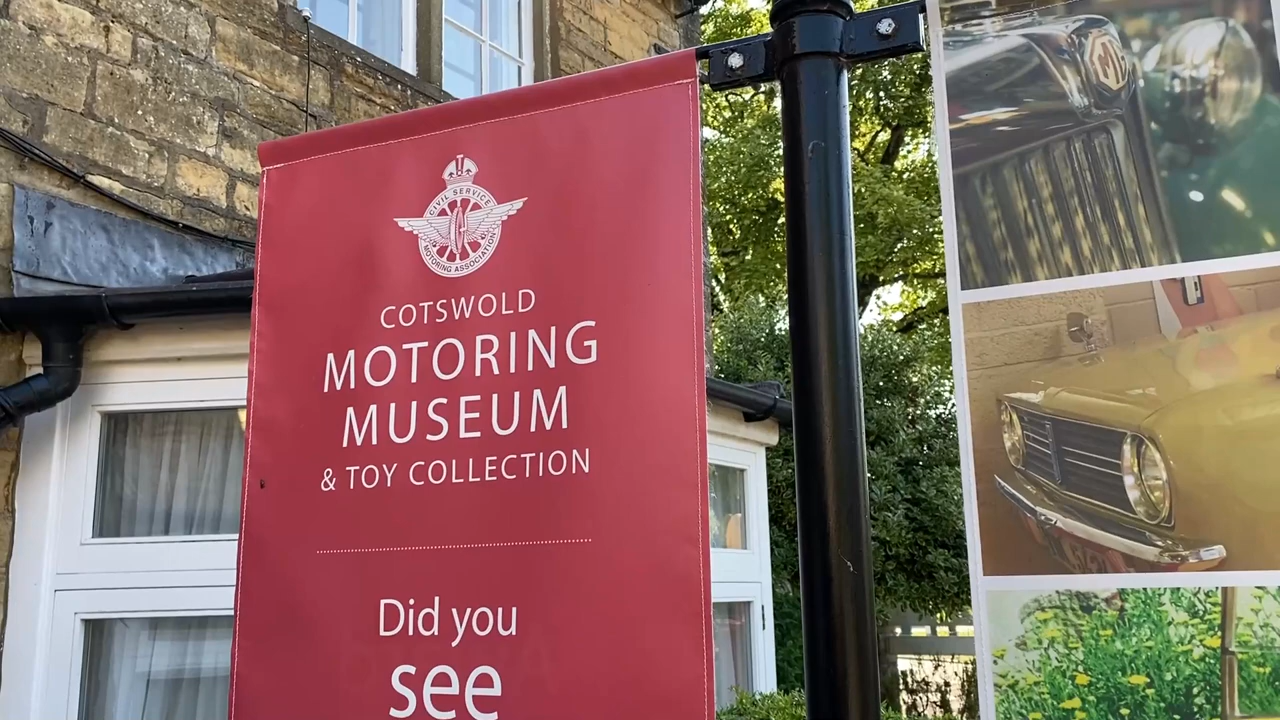 CIVIL SERVICE
MOTORING ASSOCIATION
COTSWOLD
MOTORING
MUSEUM
& TOY COLLECTION
Did you
see
MG